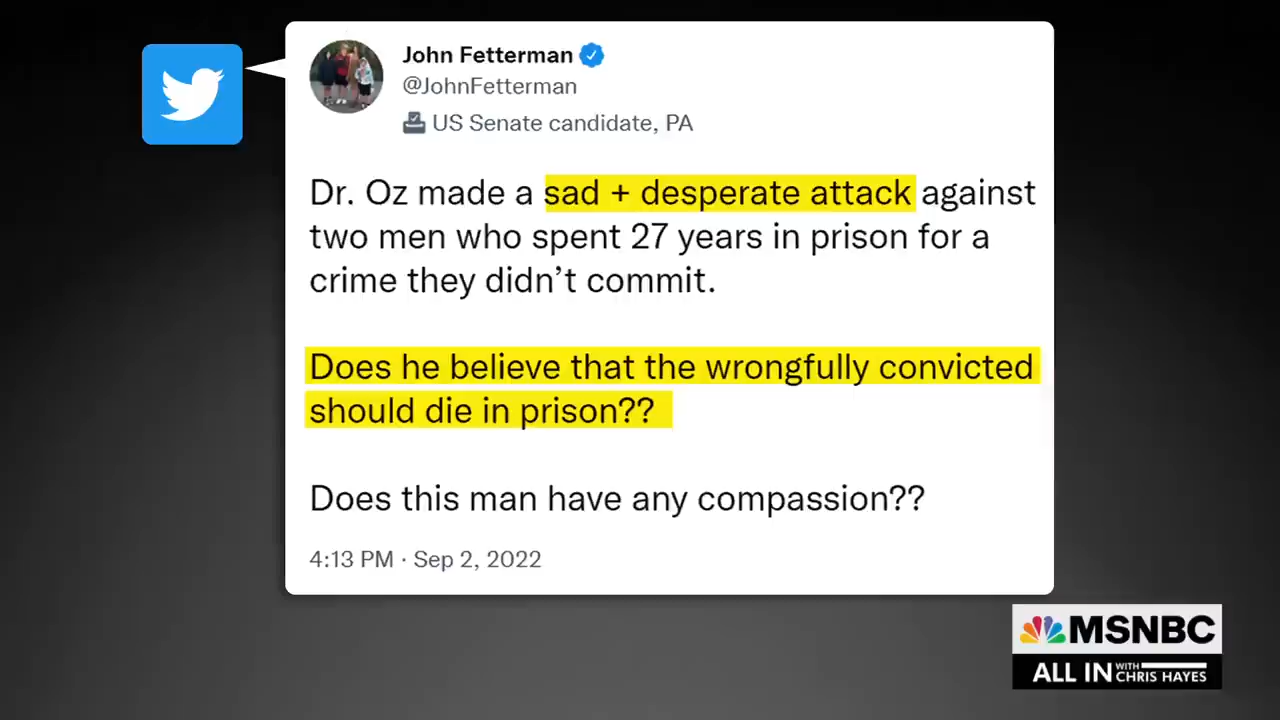 John Fetterman
@JohnFetterman
US Senate candidate, PA
Dr. Oz made a sad + desperate attack against
two men who spent 27 years in prison for a
crime they didn’t commit.
Does he believe that the wrongfully convicted
should die in prison??
Does this man have any compassion??
4:13 PM · Sep 2, 2022
MSNBC
ALL IN WITH CHRIS HAYES